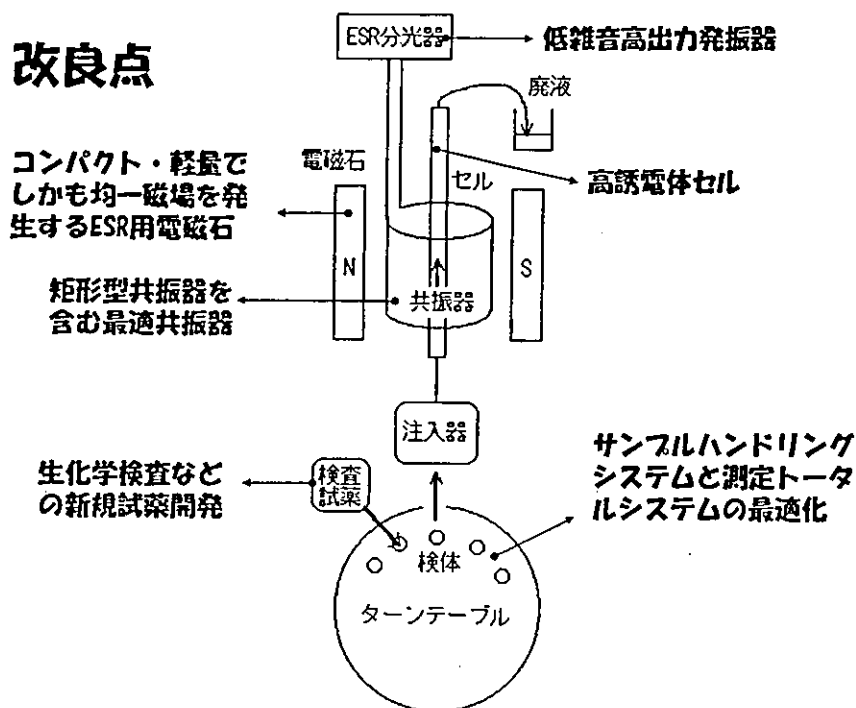 改良点
ESR分光器
低雑音高出力発振器
廃液
コンパクト・軽量で
しかも均一磁場を発
生するESR用電磁石
電磁石
セル
高誘電体セル
N
S
矩形型共振器を
含む最適共振器
共振器
注入器
サンプルハンドリング
システムと測定トータ
ルシステムの最適化
生化学検査など
の新規試薬開発
検査
試薬
検体
ターンテーブル